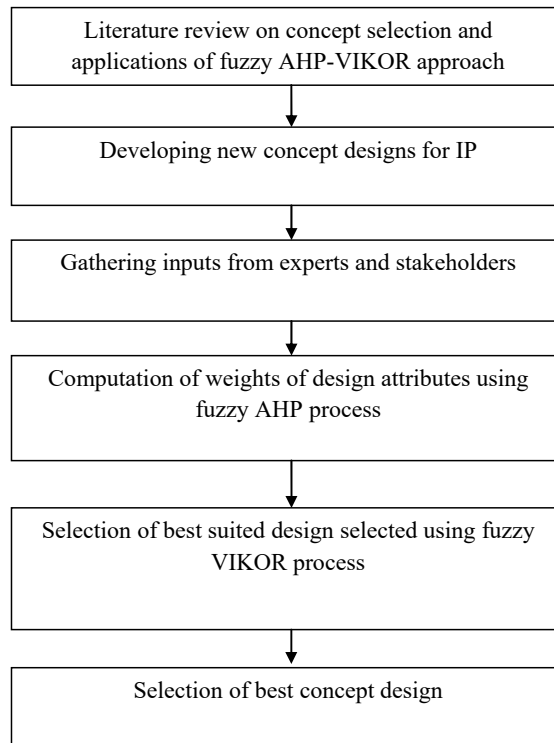 Literature review on concept selection and
applications of fuzzy AHP-VIKOR approach
Developing new concept designs for IP
Gathering inputs from experts and stakeholders
Computation of weights of design attributes using
fuzzy AHP process
Selection of best suited design selected using fuzzy
VIKOR process
Selection of best concept design